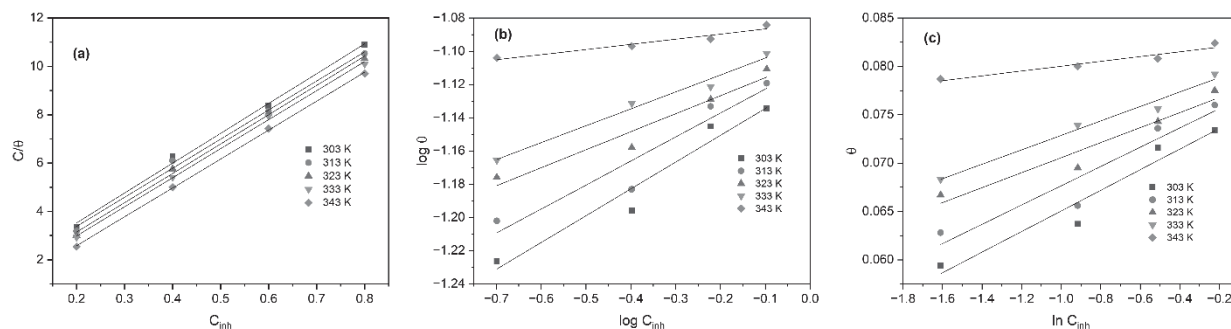 (a)
C/θ
12
10
8
6
4
2
0.2 0.3 0.4 0.5 0.6 0.7 0.8
C_inh
303 K
313 K
323 K
333 K
343 K
(b)
log θ
−1.08
−1.10
−1.12
−1.14
−1.16
−1.18
−1.20
−1.22
−1.24
−0.7 −0.6 −0.5 −0.4 −0.3 −0.2 −0.1 0.0
log C_inh
303 K
313 K
323 K
333 K
343 K
(c)
θ
0.085
0.080
0.075
0.070
0.065
0.060
−1.8 −1.6 −1.4 −1.2 −1.0 −0.8 −0.6 −0.4 −0.2
ln C_inh
303 K
313 K
323 K
333 K
343 K